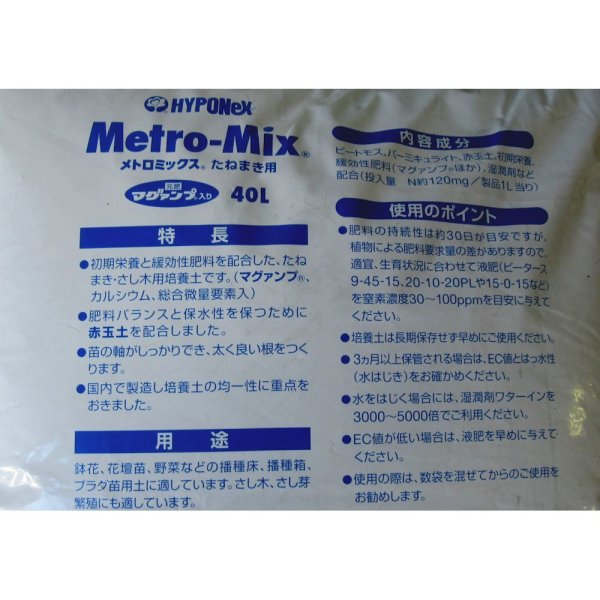 HYPONeX
Metro-Mix®
メトロミックス® たねまき用
元肥
マグァンプ®入り 40L
特長
●初期栄養と緩効性肥料を配合した、たね
まき・さし木用培養土です。(マグァンプ®、
カルシウム、総合微量要素入)
●肥料バランスと保水性を保つために
赤玉土を配合しました。
●苗の軸がしっかりでき、太く良い根をつく
ります。
●国内で製造し培養土の均一性に重点を
おきました。
用途
鉢花、花壇苗、野菜などの播種床、播種箱、
プラグ苗用土に適しています。さし木、さし芽
繁殖にも適しています。
内容成分
ピートモス、バーミキュライト、赤玉土、初期栄養、
緩効性肥料(マグァンプ®ほか)、湿潤剤などを
配合(投入量 N約120mg/製品1L当り)
使用のポイント
●肥料の持続性は約30日が目安ですが、
植物による肥料要求量の差がありますので、
適宜、生育状況に合わせて液肥(ピータース
9-45-15、20-10-20PLや15-0-15など)
を窒素濃度30〜100ppmを目安に与えて
ください。
●培養土は長期保存せず早めにご使用ください。
●3ヵ月以上保管される場合は、EC値とはっ水性
(水はじき)をお確かめください。
●水をはじく場合には、湿潤剤ワターインを
3000〜5000倍でご利用ください。
●EC値が低い場合は、液肥を早めに与えて
ください。
●使用の際は、数袋を混ぜてからのご使用を
お勧めします。